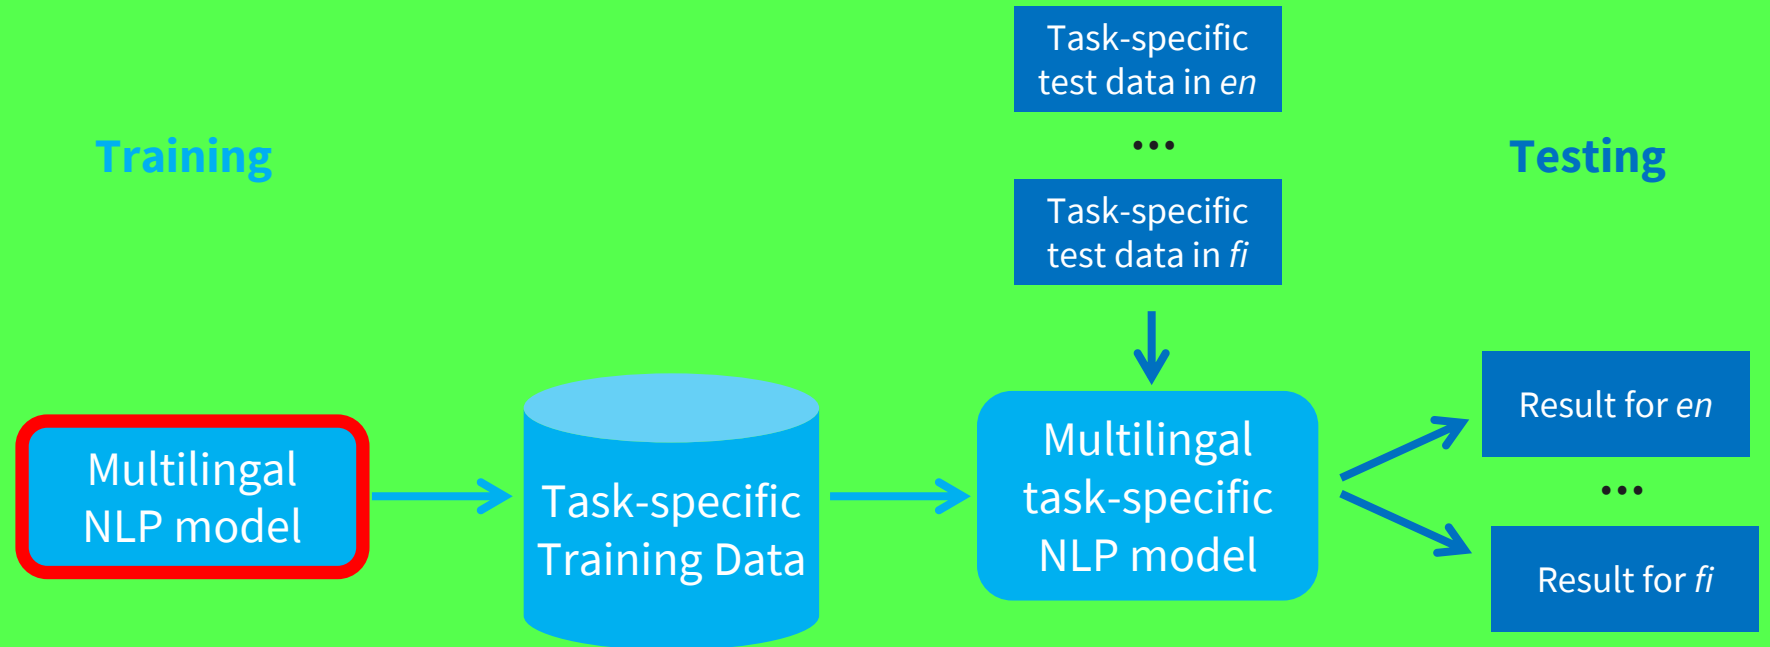 Task-specific
test data in en
...
Training
Testing
Task-specific
test data in fi
Result for en
...
Result for fi
Multilingal
NLP model
Task-specific
Training Data
Multilingal
task-specific
NLP model